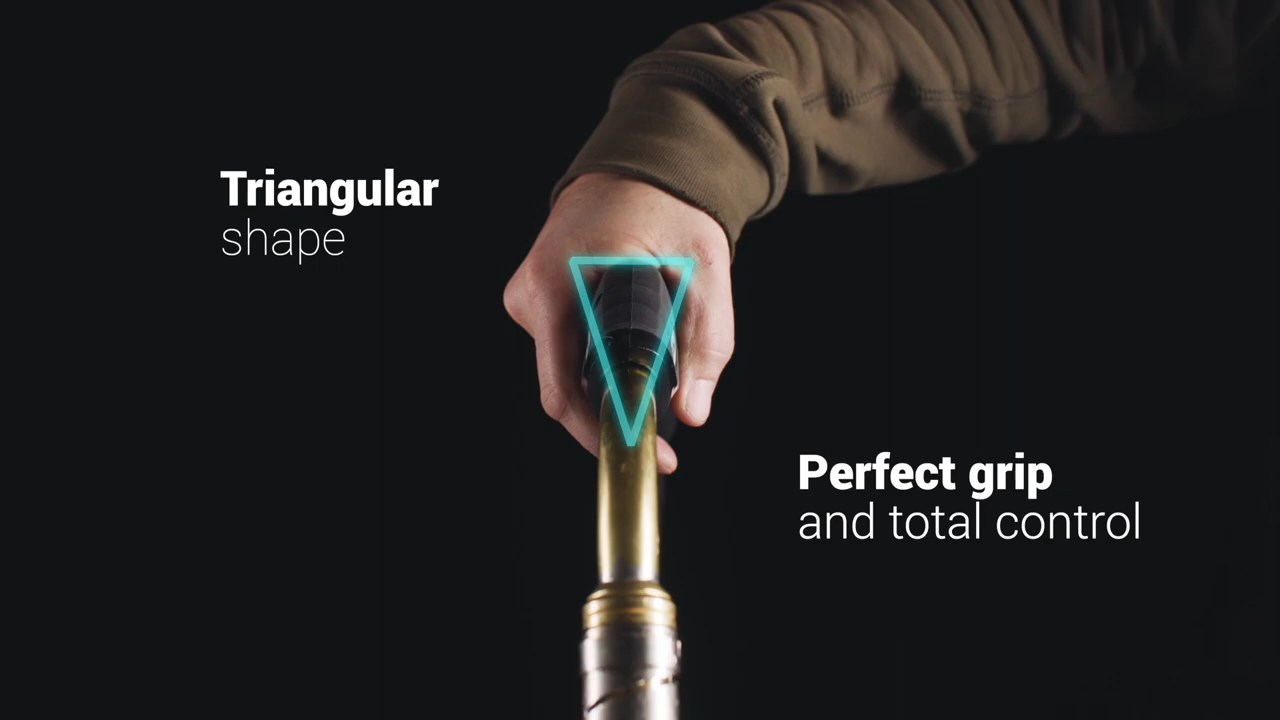 Triangular
shape
Perfect grip
and total control